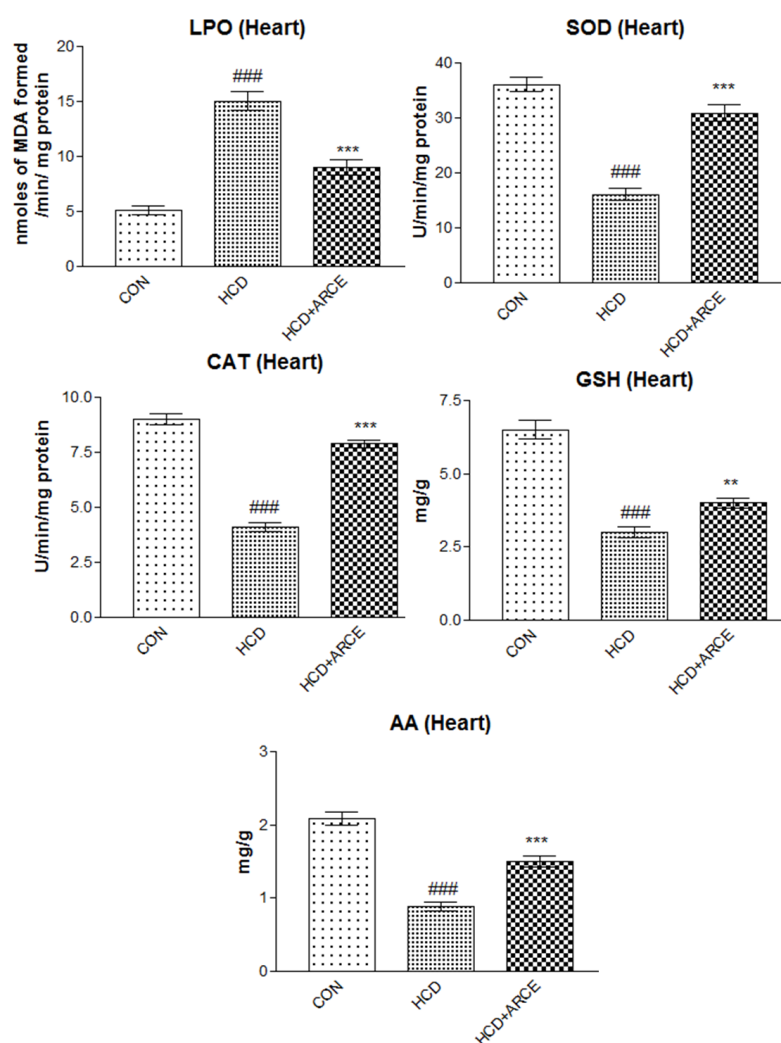 LPO (Heart)
nmoles of MDA formed
/min/ mg protein
20
15
10
5
0
###
***
CON
HCD
HCD+ARCE
SOD (Heart)
U/min/mg protein
40
30
20
10
0
###
***
CON
HCD
HCD+ARCE
CAT (Heart)
U/min/mg protein
10.0
7.5
5.0
2.5
0.0
###
***
CON
HCD
HCD+ARCE
GSH (Heart)
mg/g
7.5
5.0
2.5
0.0
###
**
CON
HCD
HCD+ARCE
AA (Heart)
mg/g
3
2
1
0
###
***
CON
HCD
HCD+ARCE